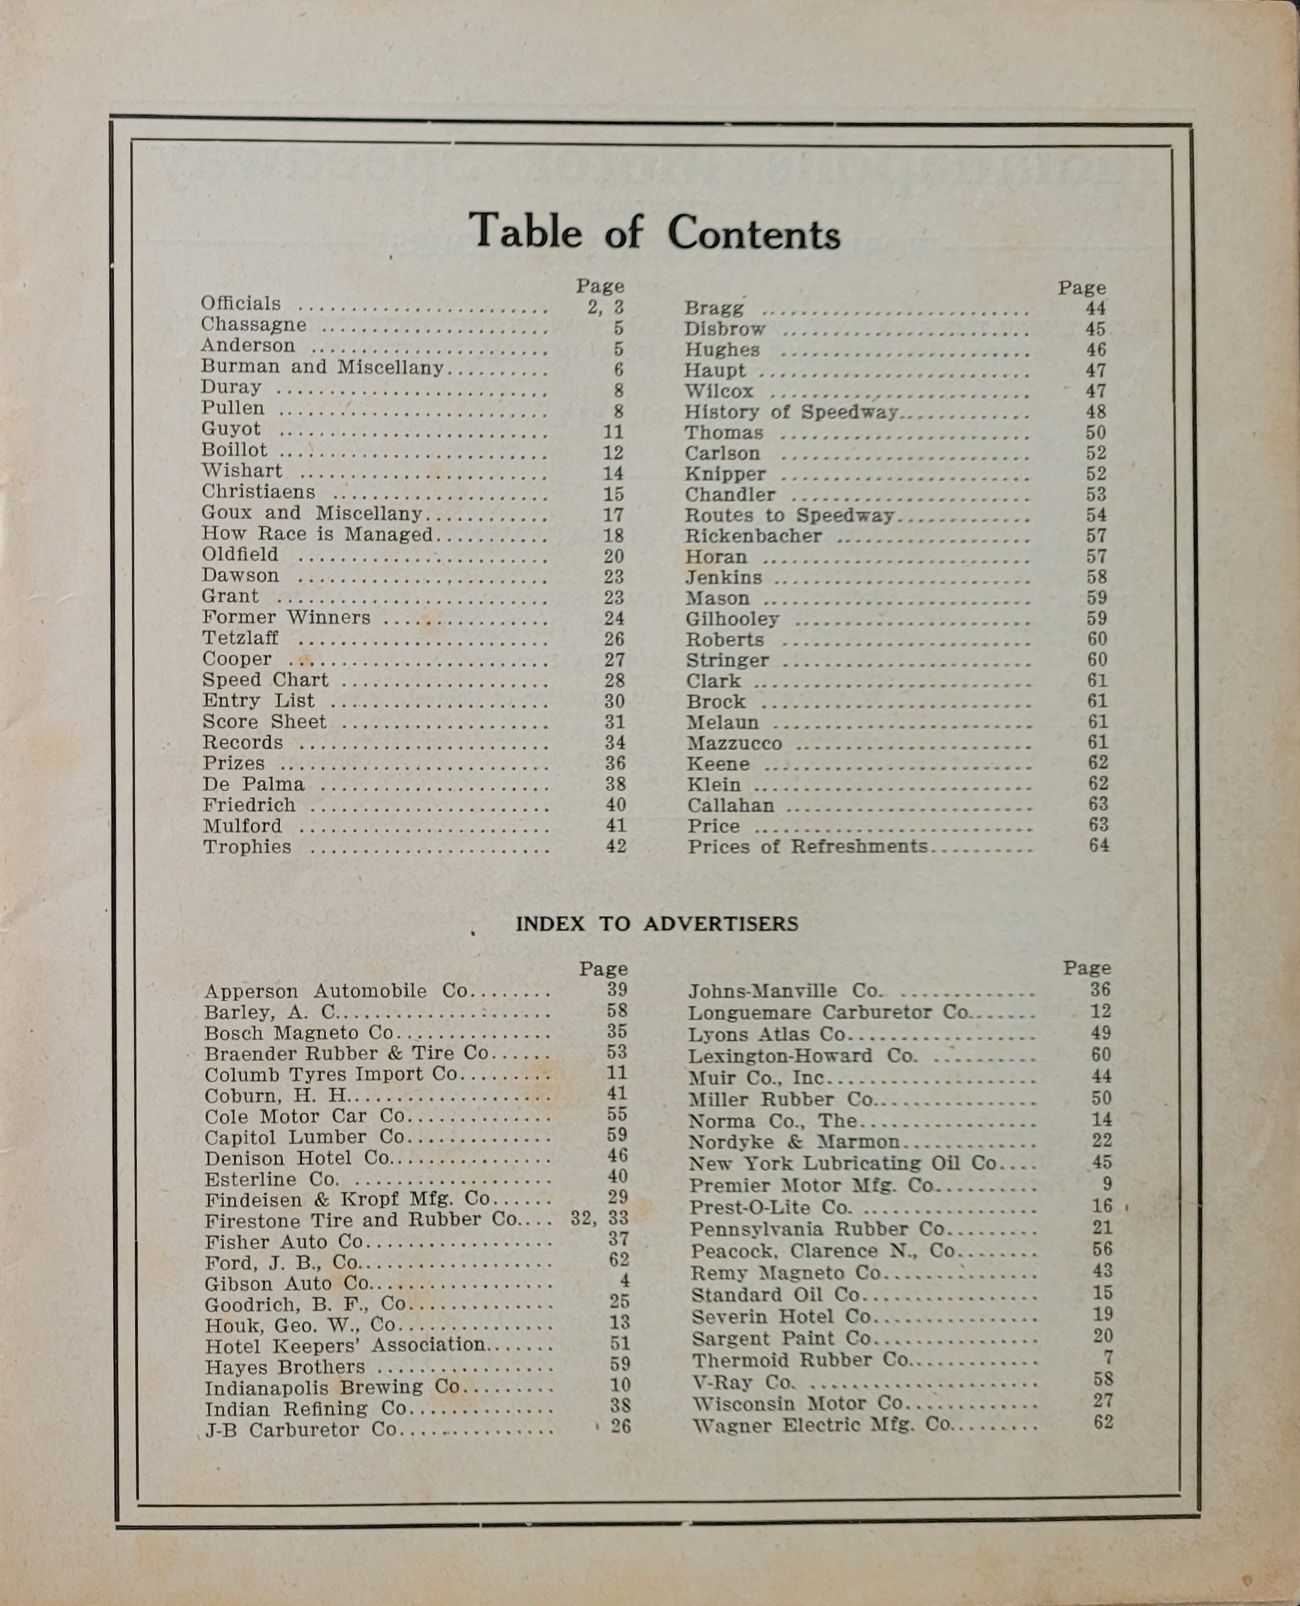 Table of Contents
Page
Officials ........................ 2, 3
Chassagne ...................... 5
Anderson ....................... 5
Burman and Miscellany.......... 6
Duray .......................... 8
Pullen .......................... 8
Guyot .......................... 11
Boillot .......................... 12
Wishart ........................ 14
Christiaens ..................... 15
Goux and Miscellany............ 17
How Race is Managed........... 18
Oldfield ........................ 20
Dawson ........................ 23
Grant .......................... 23
Former Winners ................ 24
Tetzlaff ........................ 26
Cooper ......................... 27
Speed Chart .................... 28
Entry List ..................... 30
Score Sheet .................... 31
Records ........................ 34
Prizes .......................... 36
De Palma ...................... 38
Friedrich ....................... 40
Mulford ........................ 41
Trophies ....................... 42
Page
Bragg ........................... 44
Disbrow ........................ 45
Hughes ......................... 46
Haupt ........................... 47
Wilcox .......................... 47
History of Speedway............. 48
Thomas ......................... 50
Carlson ......................... 52
Knipper ......................... 52
Chandler ........................ 53
Routes to Speedway............. 54
Rickenbacher ................... 57
Horan ........................... 57
Jenkins .......................... 58
Mason ........................... 59
Gilhooley ........................ 59
Roberts .......................... 60
Stringer ......................... 60
Clark ............................ 61
Brock ........................... 61
Melaun .......................... 61
Mazzucco ........................ 61
Keene ........................... 62
Klein ............................ 62
Callahan ......................... 63
Price ............................ 63
Prices of Refreshments.......... 64
INDEX TO ADVERTISERS
Page
Apperson Automobile Co........ 39
Barley, A. C..................... 58
Bosch Magneto Co............... 35
Braender Rubber & Tire Co...... 53
Columb Tyres Import Co......... 11
Coburn, H. H.................... 41
Cole Motor Car Co.............. 55
Capitol Lumber Co.............. 59
Denison Hotel Co................ 46
Esterline Co. ................... 40
Findeisen & Kropf Mfg. Co...... 29
Firestone Tire and Rubber Co.... 32, 33
Fisher Auto Co.................. 37
Ford, J. B., Co.................. 62
Gibson Auto Co.................. 4
Goodrich, B. F., Co.............. 25
Houk, Geo. W., Co............... 13
Hotel Keepers' Association....... 51
Hayes Brothers ................. 59
Indianapolis Brewing Co......... 10
Indian Refining Co.............. 38
J-B Carburetor Co............... 26
Page
Johns-Manville Co. ............. 36
Longuemare Carburetor Co....... 12
Lyons Atlas Co.................. 49
Lexington-Howard Co. .......... 60
Muir Co., Inc.................... 44
Miller Rubber Co................ 50
Norma Co., The................. 14
Nordyke & Marmon............. 22
New York Lubricating Oil Co.... 45
Premier Motor Mfg. Co.......... 9
Prest-O-Lite Co. ................. 16
Pennsylvania Rubber Co......... 21
Peacock, Clarence N., Co........ 56
Remy Magneto Co............... 43
Standard Oil Co................. 15
Severin Hotel Co................ 19
Sargent Paint Co................ 20
Thermoid Rubber Co............. 7
V-Ray Co. ...................... 58
Wisconsin Motor Co............. 27
Wagner Electric Mfg. Co......... 62